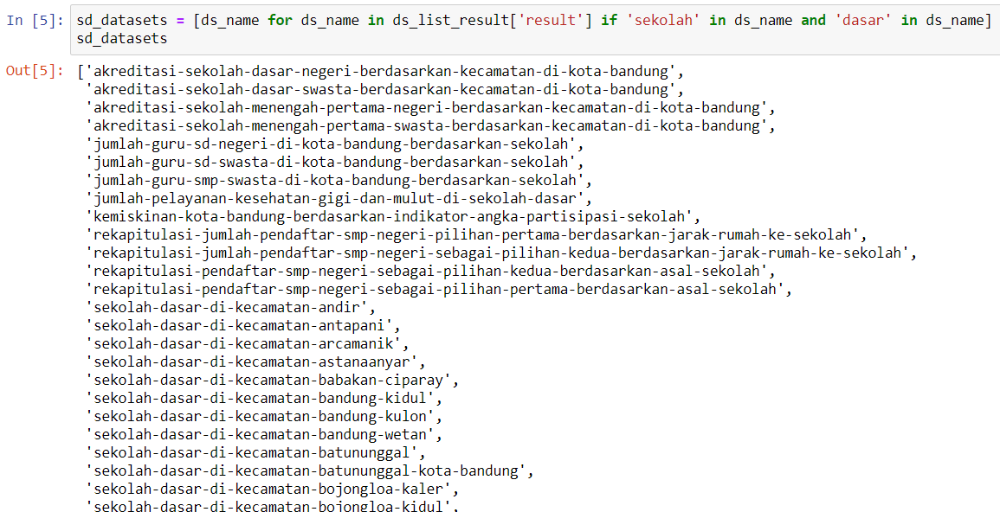 In [5]: sd_datasets = [ds_name for ds_name in ds_list_result['result'] if 'sekolah' in ds_name and 'dasar' in ds_name]
sd_datasets
Out[5]: ['akreditasi-sekolah-dasar-negeri-berdasarkan-kecamatan-di-kota-bandung',
'akreditasi-sekolah-dasar-swasta-berdasarkan-kecamatan-di-kota-bandung',
'akreditasi-sekolah-menengah-pertama-negeri-berdasarkan-kecamatan-di-kota-bandung',
'akreditasi-sekolah-menengah-pertama-swasta-berdasarkan-kecamatan-di-kota-bandung',
'jumlah-guru-sd-negeri-di-kota-bandung-berdasarkan-sekolah',
'jumlah-guru-sd-swasta-di-kota-bandung-berdasarkan-sekolah',
'jumlah-guru-smp-swasta-di-kota-bandung-berdasarkan-sekolah',
'jumlah-pelayanan-kesehatan-gigi-dan-mulut-di-sekolah-dasar',
'kemiskinan-kota-bandung-berdasarkan-indikator-angka-partisipasi-sekolah',
'rekapitulasi-jumlah-pendaftar-smp-negeri-pilihan-pertama-berdasarkan-jarak-rumah-ke-sekolah',
'rekapitulasi-jumlah-pendaftar-smp-negeri-sebagai-pilihan-kedua-berdasarkan-jarak-rumah-ke-sekolah',
'rekapitulasi-pendaftar-smp-negeri-sebagai-pilihan-kedua-berdasarkan-asal-sekolah',
'rekapitulasi-pendaftar-smp-negeri-sebagai-pilihan-pertama-berdasarkan-asal-sekolah',
'sekolah-dasar-di-kecamatan-andir',
'sekolah-dasar-di-kecamatan-antapani',
'sekolah-dasar-di-kecamatan-arcamanik',
'sekolah-dasar-di-kecamatan-astanaanyar',
'sekolah-dasar-di-kecamatan-babakan-ciparay',
'sekolah-dasar-di-kecamatan-bandung-kidul',
'sekolah-dasar-di-kecamatan-bandung-kulon',
'sekolah-dasar-di-kecamatan-bandung-wetan',
'sekolah-dasar-di-kecamatan-batununggal',
'sekolah-dasar-di-kecamatan-batununggal-kota-bandung',
'sekolah-dasar-di-kecamatan-bojongloa-kaler',
'sekolah-dasar-di-kecamatan-bojongloa-kidul',